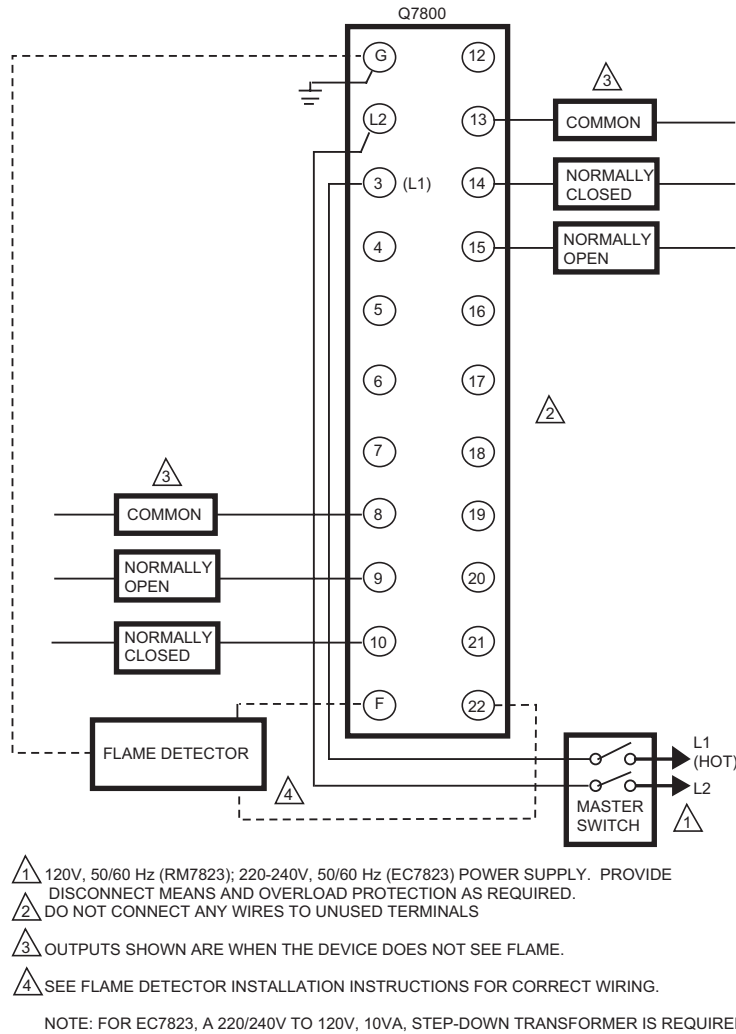 Q7800
G
12
3
L2
13
COMMON
3 (L1)
14
NORMALLY
CLOSED
4
15
NORMALLY
OPEN
5
16
6
17
2
7
18
3
COMMON
8
19
NORMALLY
OPEN
9
20
NORMALLY
CLOSED
10
21
F
22
FLAME DETECTOR
4
L1
(HOT)
L2
MASTER
SWITCH
1
1 120V, 50/60 Hz (RM7823); 220-240V, 50/60 Hz (EC7823) POWER SUPPLY. PROVIDE
DISCONNECT MEANS AND OVERLOAD PROTECTION AS REQUIRED.
2 DO NOT CONNECT ANY WIRES TO UNUSED TERMINALS
3 OUTPUTS SHOWN ARE WHEN THE DEVICE DOES NOT SEE FLAME.
4 SEE FLAME DETECTOR INSTALLATION INSTRUCTIONS FOR CORRECT WIRING.
NOTE: FOR EC7823, A 220/240V TO 120V, 10VA, STEP-DOWN TRANSFORMER IS REQUIRE